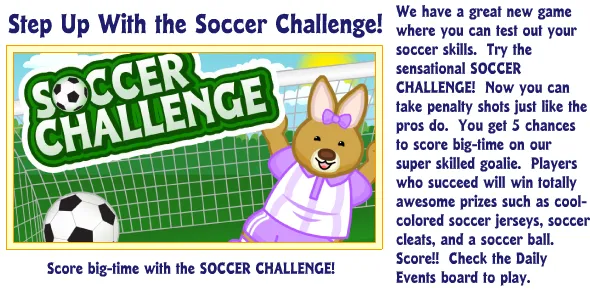 Step Up With the Soccer Challenge!
SOCCER
CHALLENGE
Score big-time with the SOCCER CHALLENGE!
We have a great new game
where you can test out your
soccer skills.  Try the
sensational SOCCER
CHALLENGE!  Now you can
take penalty shots just like the
pros do.  You get 5 chances
to score big-time on our
super skilled goalie.  Players
who succeed will win totally
awesome prizes such as cool-
colored soccer jerseys, soccer
cleats, and a soccer ball.
Score!!  Check the Daily
Events board to play.